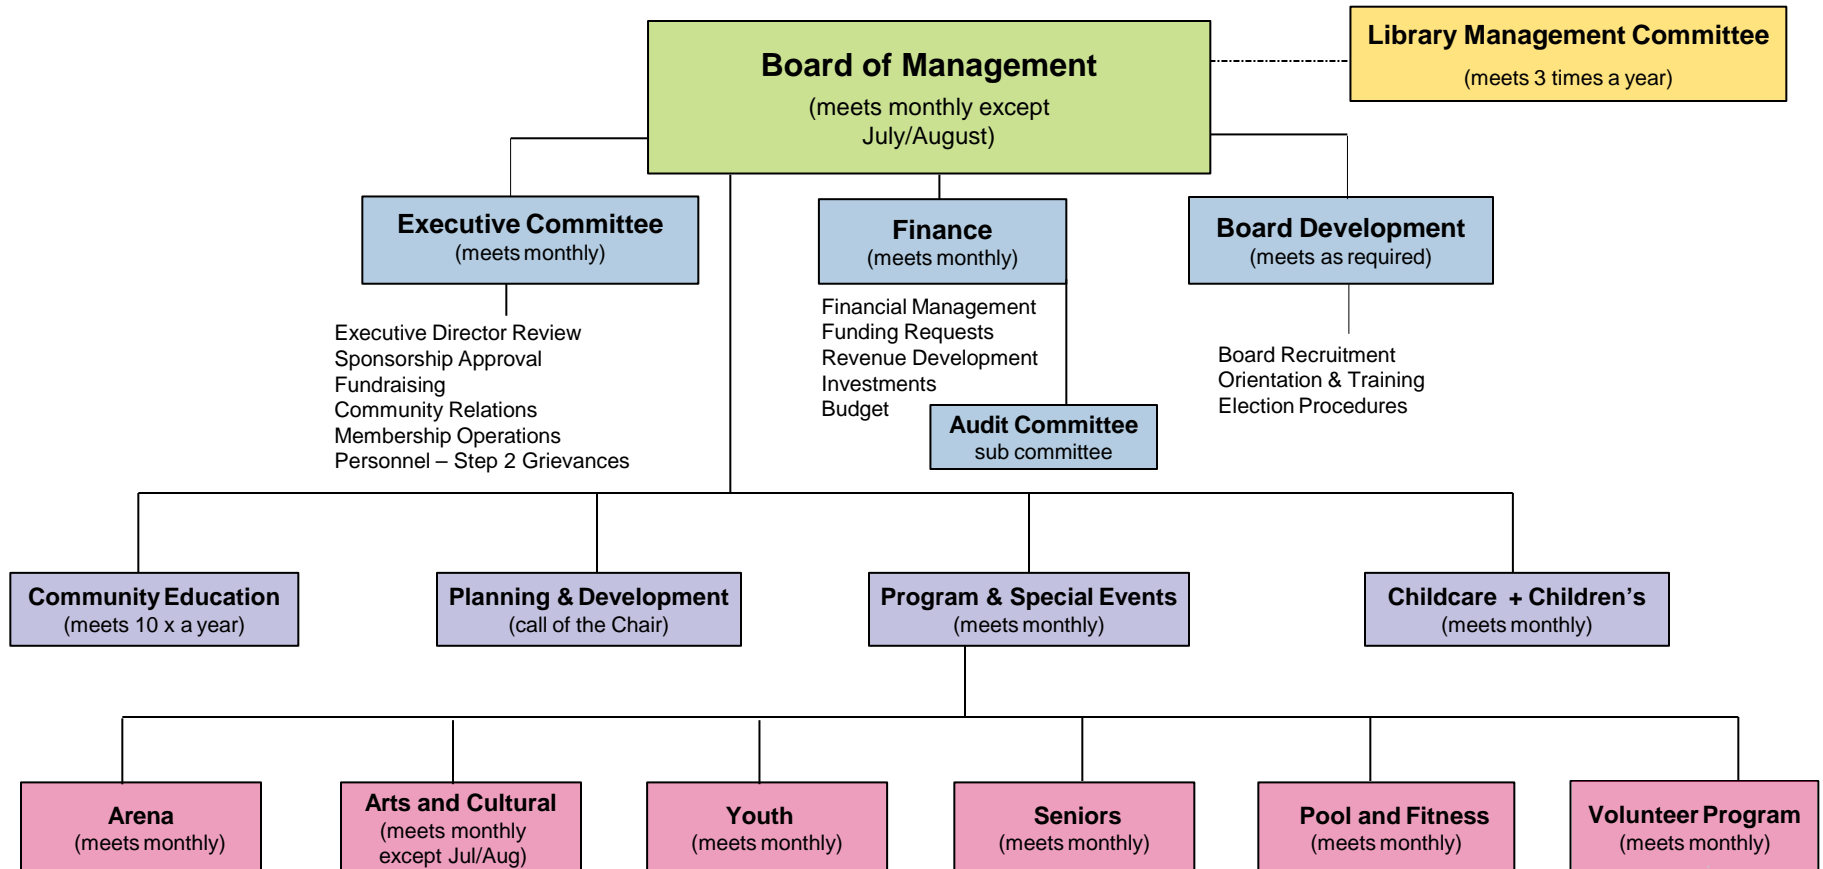 Board of Management
(meets monthly except
July/August)
Library Management Committee
(meets 3 times a year)
Executive Committee
(meets monthly)
Finance
(meets monthly)
Board Development
(meets as required)
Executive Director Review
Sponsorship Approval
Fundraising
Community Relations
Membership Operations
Personnel – Step 2 Grievances
Financial Management
Funding Requests
Revenue Development
Investments
Budget
Audit Committee
sub committee
Board Recruitment
Orientation & Training
Election Procedures
Community Education
(meets 10 x a year)
Planning & Development
(call of the Chair)
Program & Special Events
(meets monthly)
Childcare + Children's
(meets monthly)
Arena
(meets monthly)
Arts and Cultural
(meets monthly
except Jul/Aug)
Youth
(meets monthly)
Seniors
(meets monthly)
Pool and Fitness
(meets monthly)
Volunteer Program
(meets monthly)